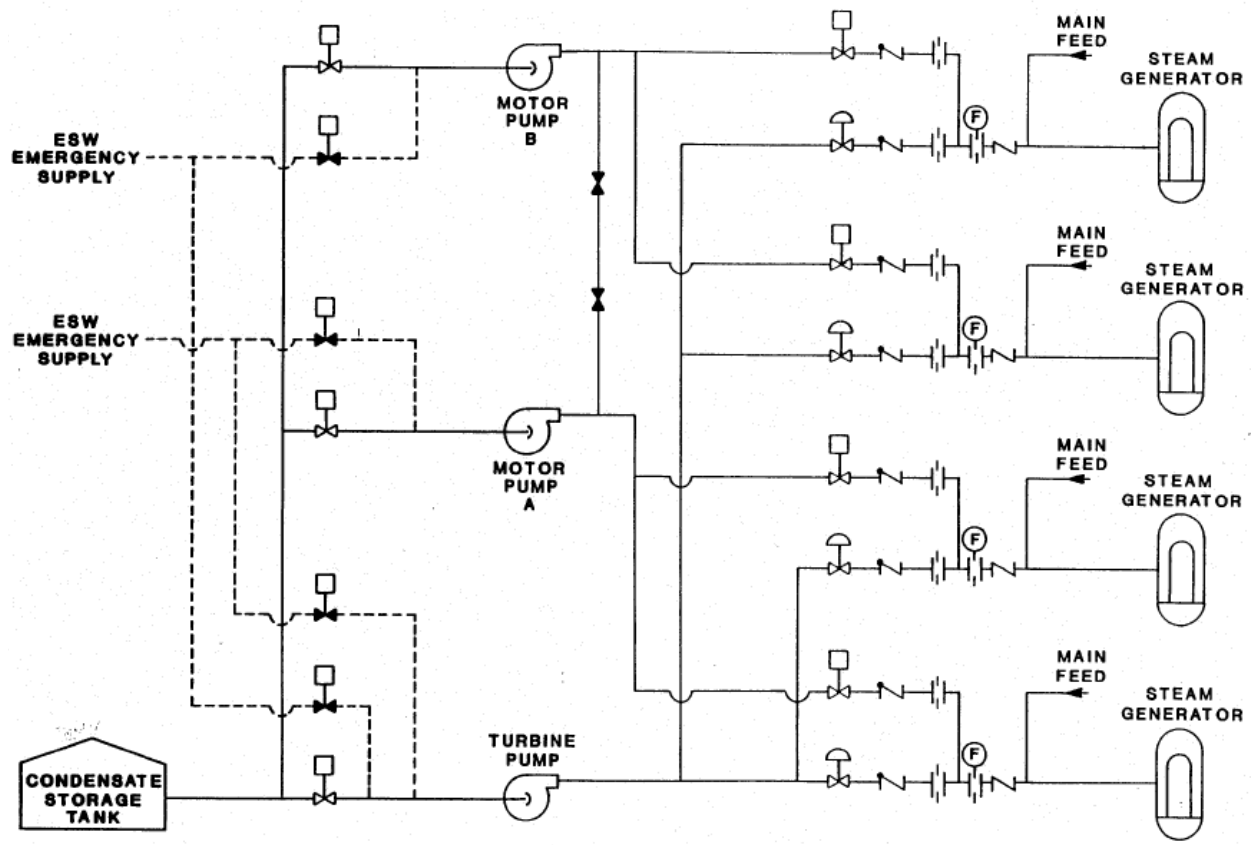 MAIN
FEED
STEAM
GENERATOR
MOTOR
PUMP
B
F
ESW
EMERGENCY
SUPPLY
MAIN
FEED
STEAM
GENERATOR
F
ESW
EMERGENCY
SUPPLY
MOTOR
PUMP
A
MAIN
FEED
STEAM
GENERATOR
F
MAIN
FEED
STEAM
GENERATOR
TURBINE
PUMP
F
CONDENSATE
STORAGE
TANK